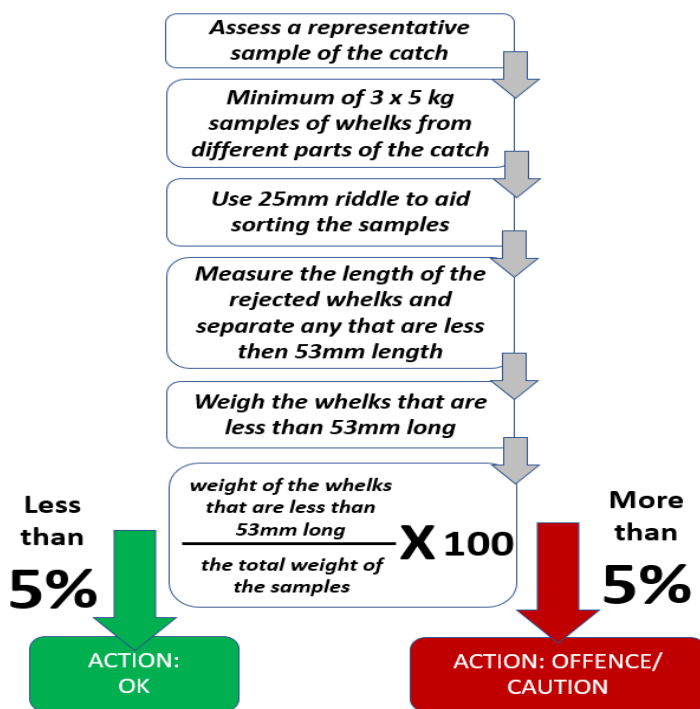 Assess a representative
sample of the catch
Minimum of 3 x 5 kg
samples of whelks from
different parts of the catch
Use 25mm riddle to aid
sorting the samples
Measure the length of the
rejected whelks and
separate any that are less
then 53mm length
Weigh the whelks that are
less than 53mm long
weight of the whelks
that are less than
53mm long
the total weight of
the samples
X 100
Less
than
5%
More
than
5%
ACTION:
OK
ACTION: OFFENCE/
CAUTION